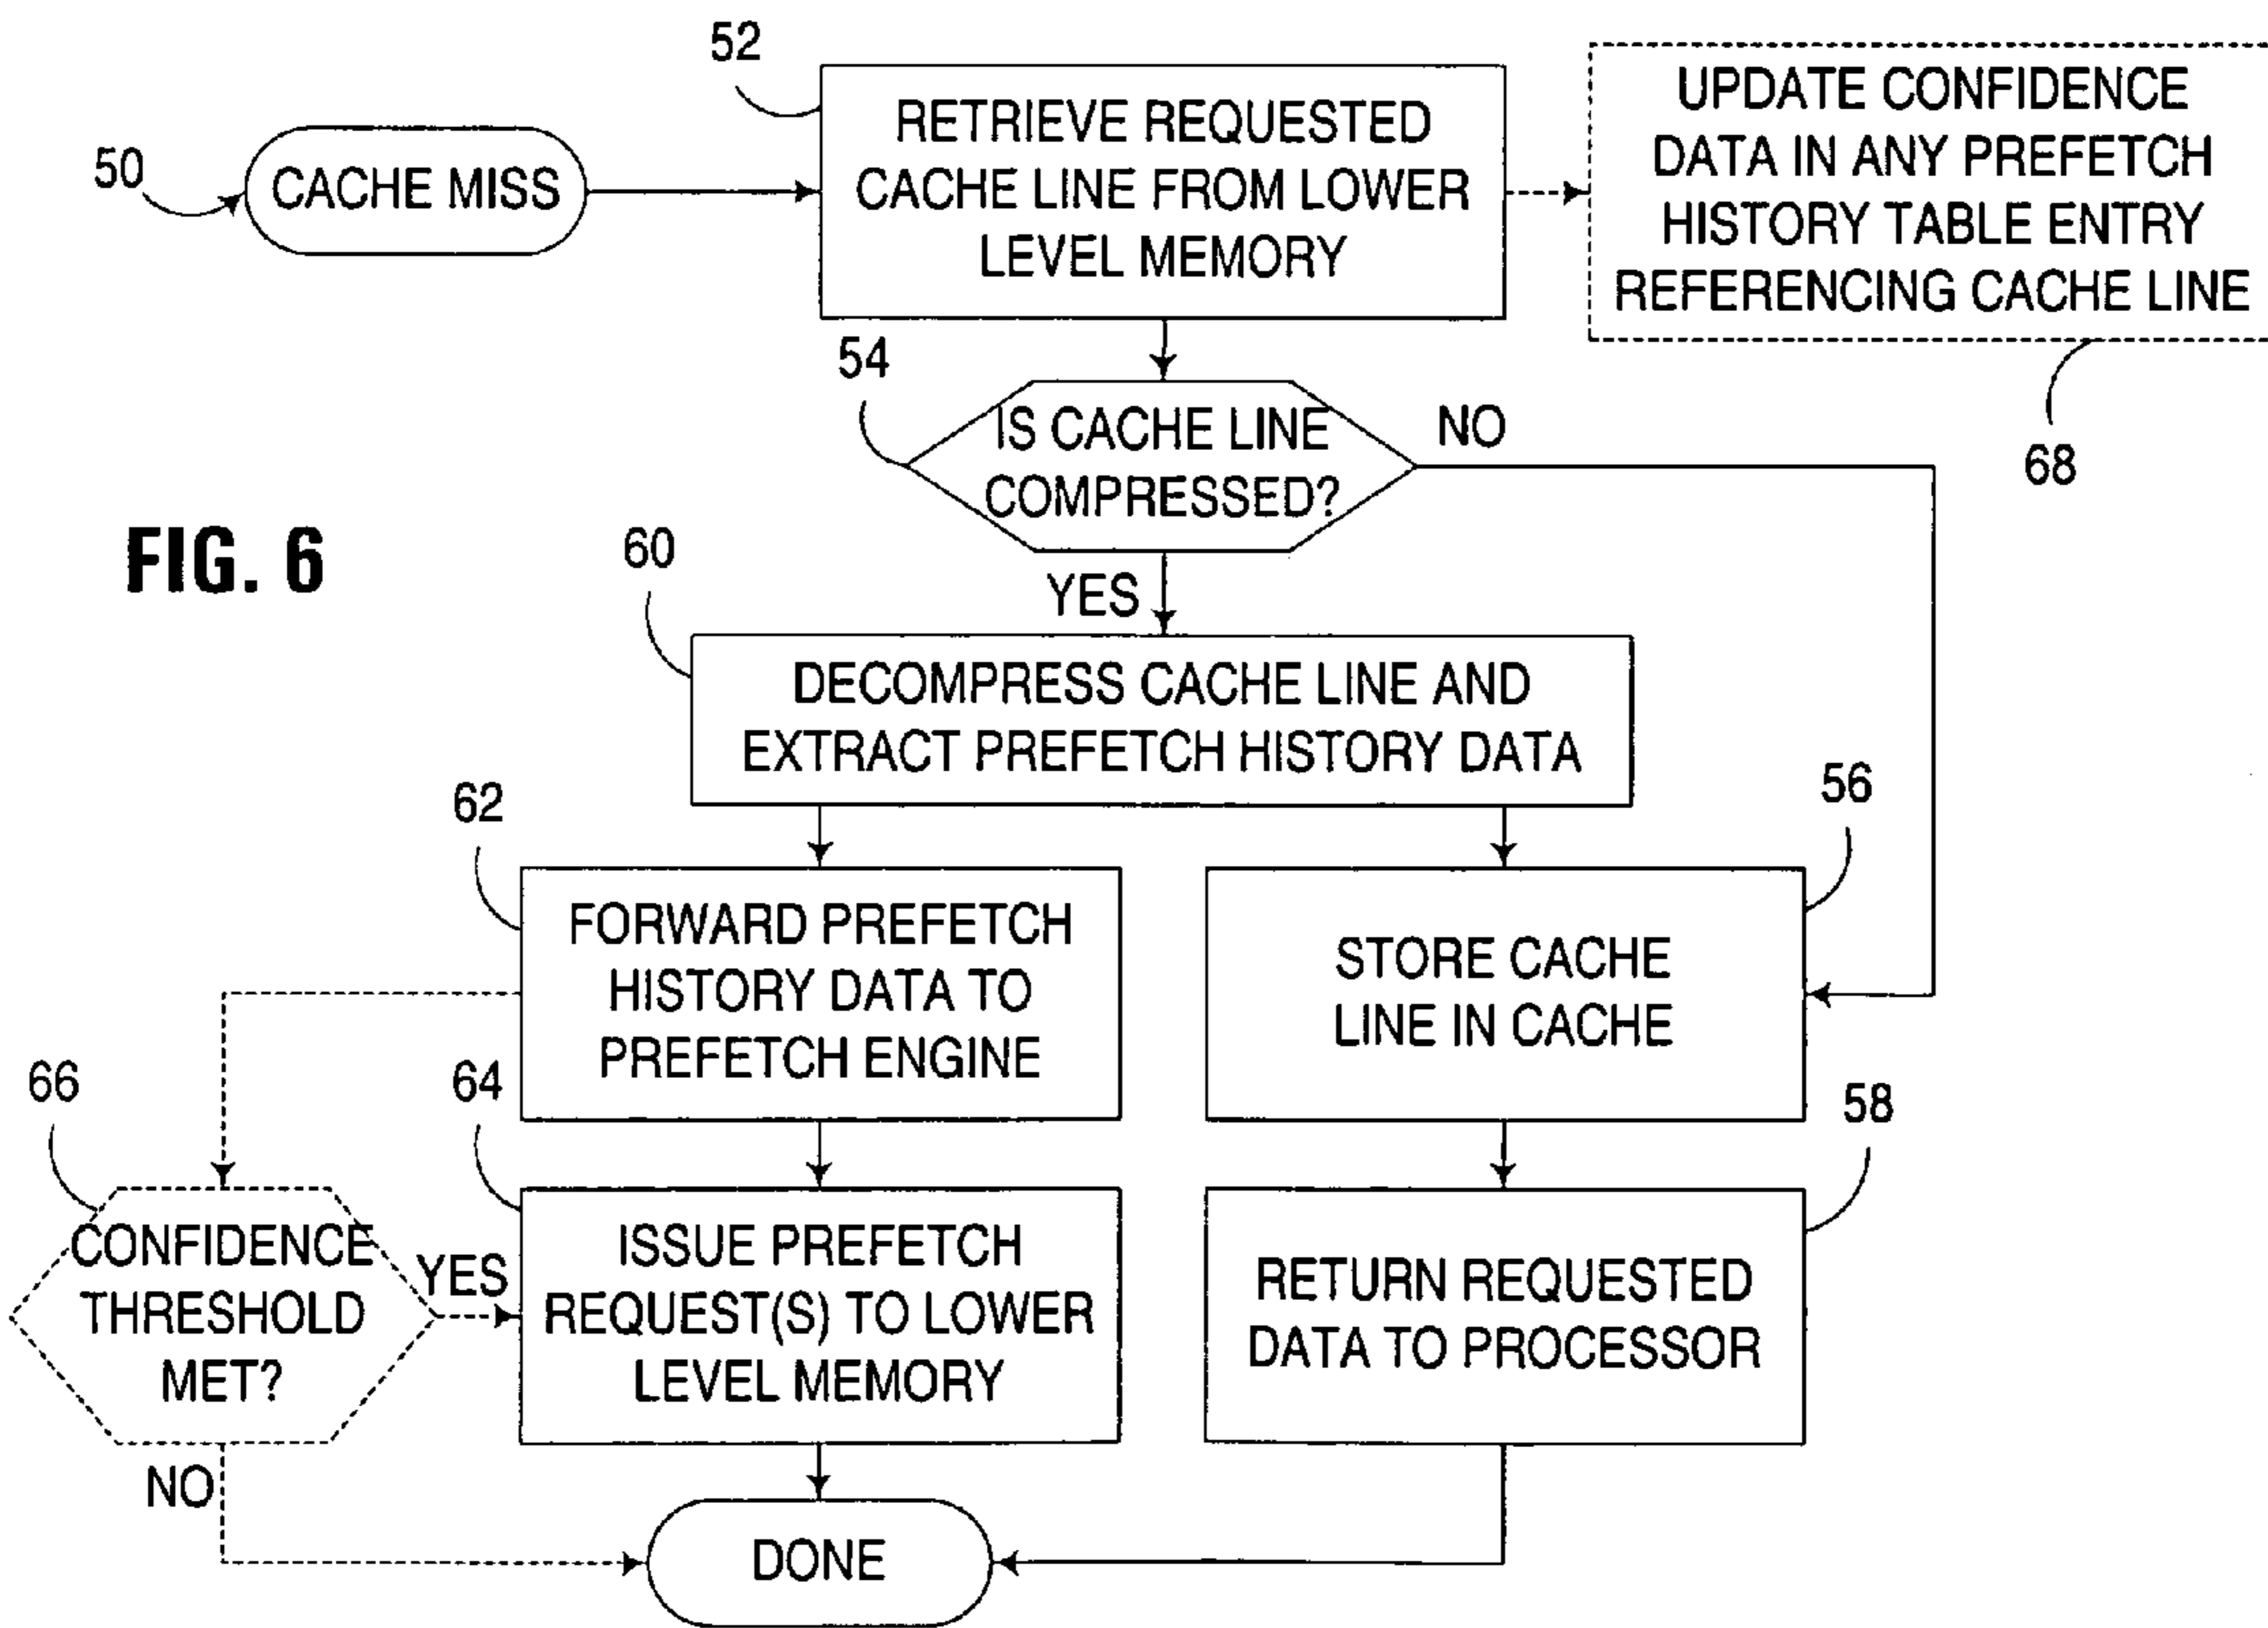 52
RETRIEVE REQUESTED
CACHE LINE FROM LOWER
LEVEL MEMORY
UPDATE CONFIDENCE
DATA IN ANY PREFETCH
HISTORY TABLE ENTRY
REFERENCING CACHE LINE
50
CACHE MISS
54
IS CACHE LINE
COMPRESSED?
NO
68
FIG. 6
60
YES
DECOMPRESS CACHE LINE AND
EXTRACT PREFETCH HISTORY DATA
62
56
FORWARD PREFETCH
HISTORY DATA TO
PREFETCH ENGINE
STORE CACHE
LINE IN CACHE
66
64
58
CONFIDENCE
THRESHOLD
MET?
YES
ISSUE PREFETCH
REQUEST(S) TO LOWER
LEVEL MEMORY
RETURN REQUESTED
DATA TO PROCESSOR
NO
DONE